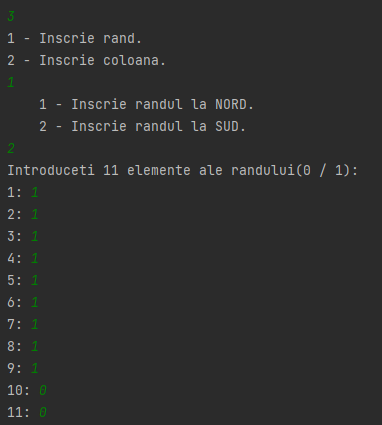 3
1 - Inscrie rand.
2 - Inscrie coloana.
1
    1 - Inscrie randul la NORD.
    2 - Inscrie randul la SUD.
2
Introduceti 11 elemente ale randului(0 / 1):
1: 1
2: 1
3: 1
4: 1
5: 1
6: 1
7: 1
8: 1
9: 1
10: 0
11: 0